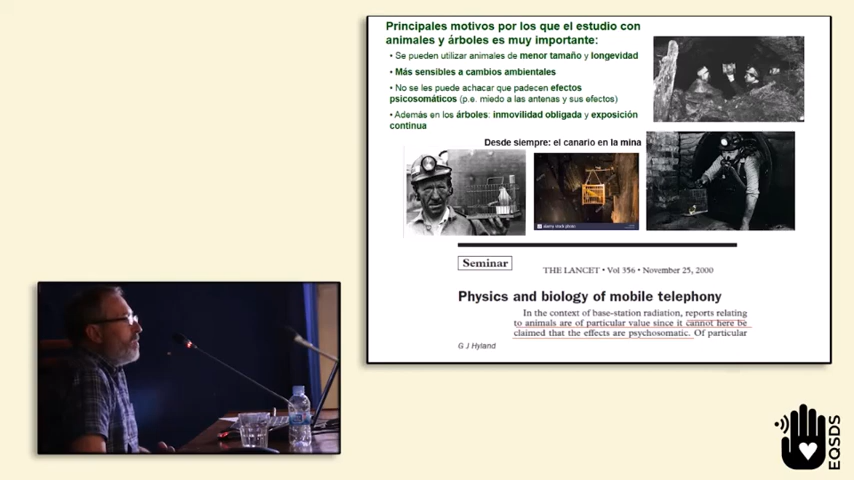 Principales motivos por los que el estudio con
animales y árboles es muy importante:
• Se pueden utilizar animales de menor tamaño y longevidad
• Más sensibles a cambios ambientales
• No se les puede achacar que padecen efectos
psicosomáticos (p.e. miedo a las antenas y sus efectos)
• Además en los árboles: inmovilidad obligada y exposición
continua
Desde siempre: el canario en la mina
alamy stock photo
Seminar
THE LANCET • Vol 356 • November 25, 2000
Physics and biology of mobile telephony
In the context of base-station radiation, reports relating
to animals are of particular value since it cannot here be
claimed that the effects are psychosomatic. Of particular
G J Hyland
EQSDS